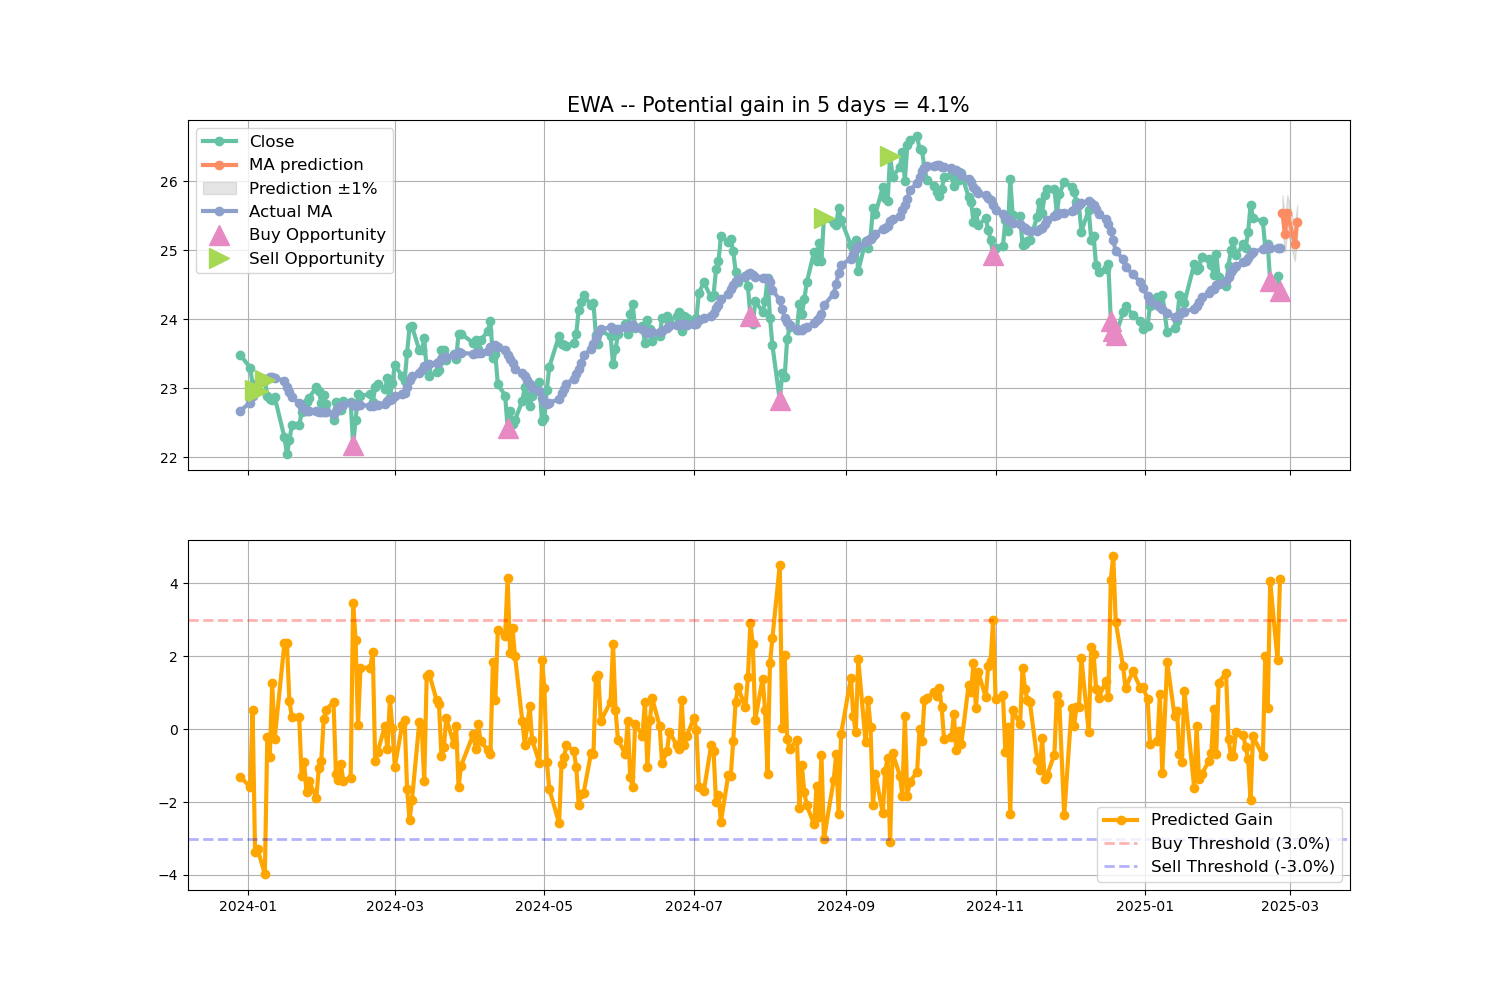 EWA -- Potential gain in 5 days = 4.1%
Close
MA prediction
Prediction ±1%
Actual MA
Buy Opportunity
Sell Opportunity
26
25
24
23
22
4
2
0
−2
−4
Predicted Gain
Buy Threshold (3.0%)
Sell Threshold (-3.0%)
2024-01 2024-03 2024-05 2024-07 2024-09 2024-11 2025-01 2025-03